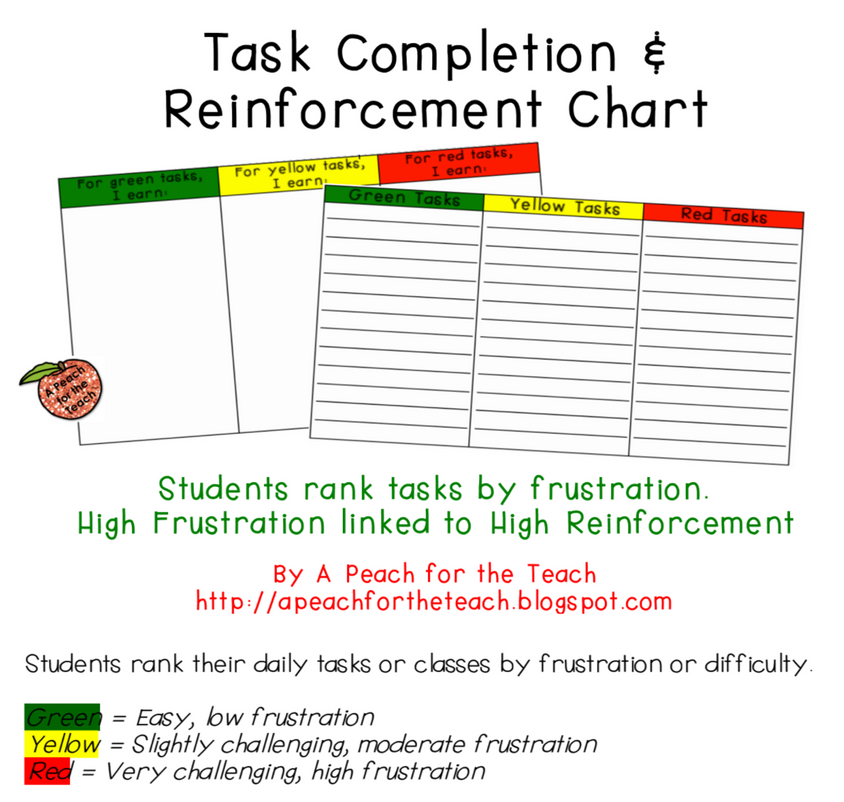 Task Completion &
Reinforcement Chart
For green tasks,
I earn:
For yellow tasks,
I earn:
For red tasks,
I earn:
Green Tasks
Yellow Tasks
Red Tasks
A Peach
for the
Teach
Students rank tasks by frustration.
High Frustration linked to High Reinforcement
By A Peach for the Teach
http://apeachfortheteach.blogspot.com
Students rank their daily tasks or classes by frustration or difficulty.
Green = Easy, low frustration
Yellow = Slightly challenging, moderate frustration
Red = Very challenging, high frustration